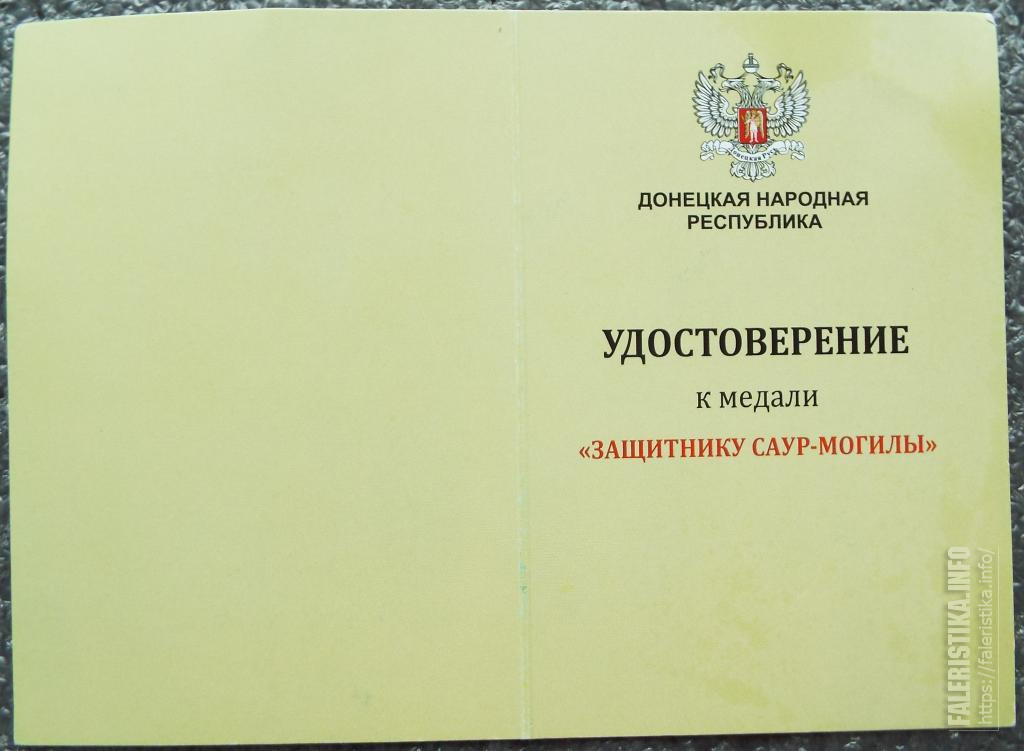 Донецкая Русь
ДОНЕЦКАЯ НАРОДНАЯ
РЕСПУБЛИКА
УДОСТОВЕРЕНИЕ
к медали
«ЗАЩИТНИКУ САУР-МОГИЛЫ»
FALERISTIKA.INFO
https://faleristika.info/